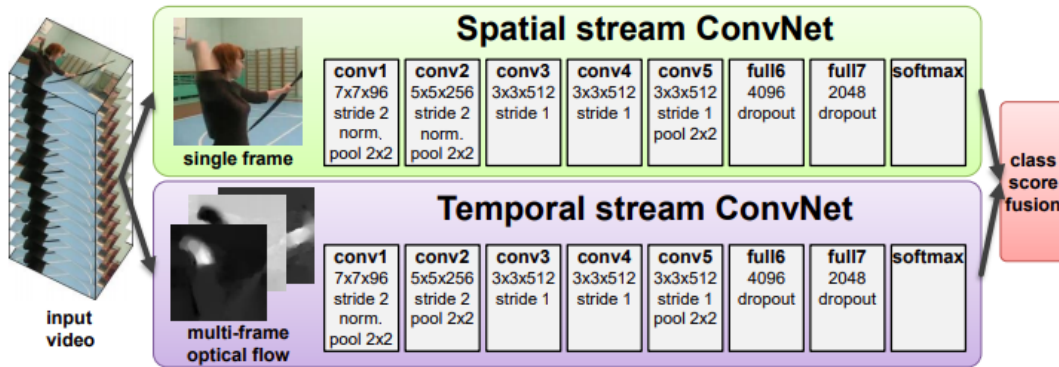 Spatial stream ConvNet
single frame
conv1
7x7x96
stride 2
norm.
pool 2x2
conv2
5x5x256
stride 2
norm.
pool 2x2
conv3
3x3x512
stride 1
conv4
3x3x512
stride 1
conv5
3x3x512
stride 1
pool 2x2
full6
4096
dropout
full7
2048
dropout
softmax
Temporal stream ConvNet
multi-frame
optical flow
conv1
7x7x96
stride 2
norm.
pool 2x2
conv2
5x5x256
stride 2
pool 2x2
conv3
3x3x512
stride 1
conv4
3x3x512
stride 1
conv5
3x3x512
stride 1
pool 2x2
full6
4096
dropout
full7
2048
dropout
softmax
input
video
class
score
fusion